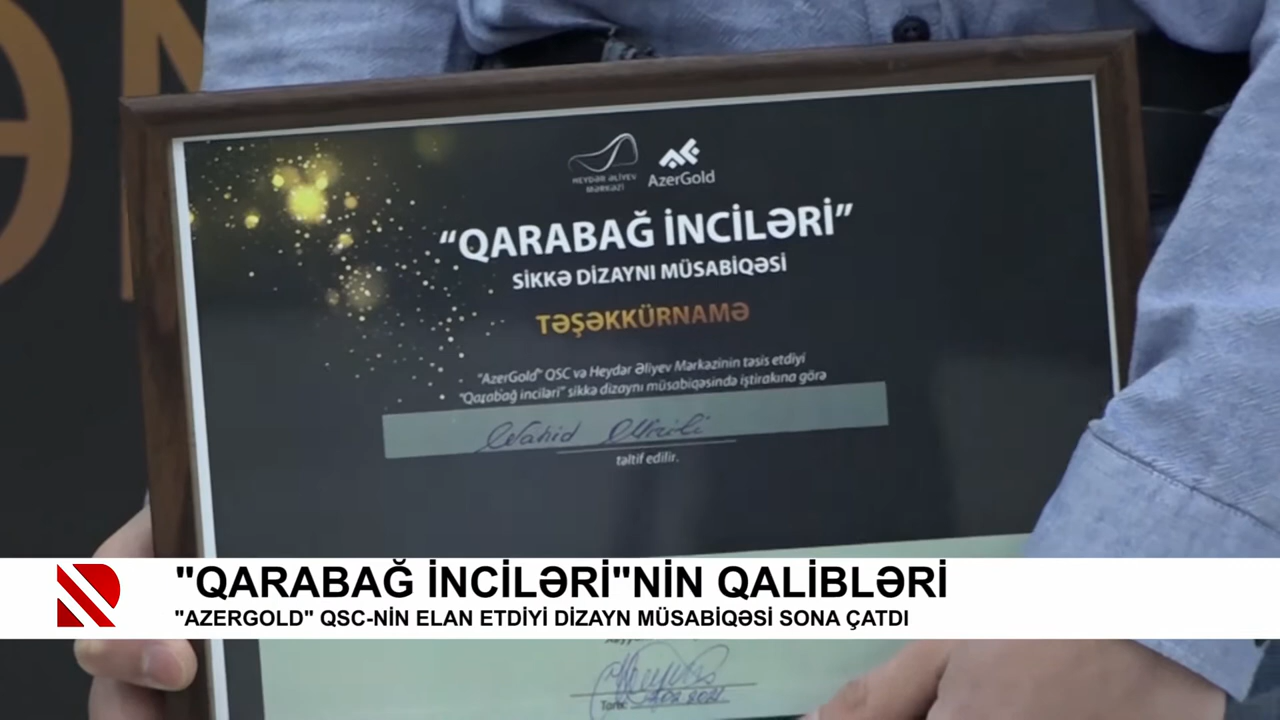 HEYDƏR ƏLİYEV
MƏRKƏZİ
AzerGold
“QARABAĞ İNCİLƏRİ”
SİKKƏ DİZAYNI MÜSABİQƏSİ
TƏŞƏKKÜRNAMƏ
"AzerGold" QSC və Heydər Əliyev Mərkəzinin təsis etdiyi
"Qarabağ inciləri" sikkə dizaynı müsabiqəsində iştirakına görə
Vahid
təltif edilir.
"QARABAĞ İNCİLƏRİ"NİN QALİBLƏRİ
"AZERGOLD" QSC-NİN ELAN ETDİYİ DİZAYN MÜSABİQƏSİ SONA ÇATDI